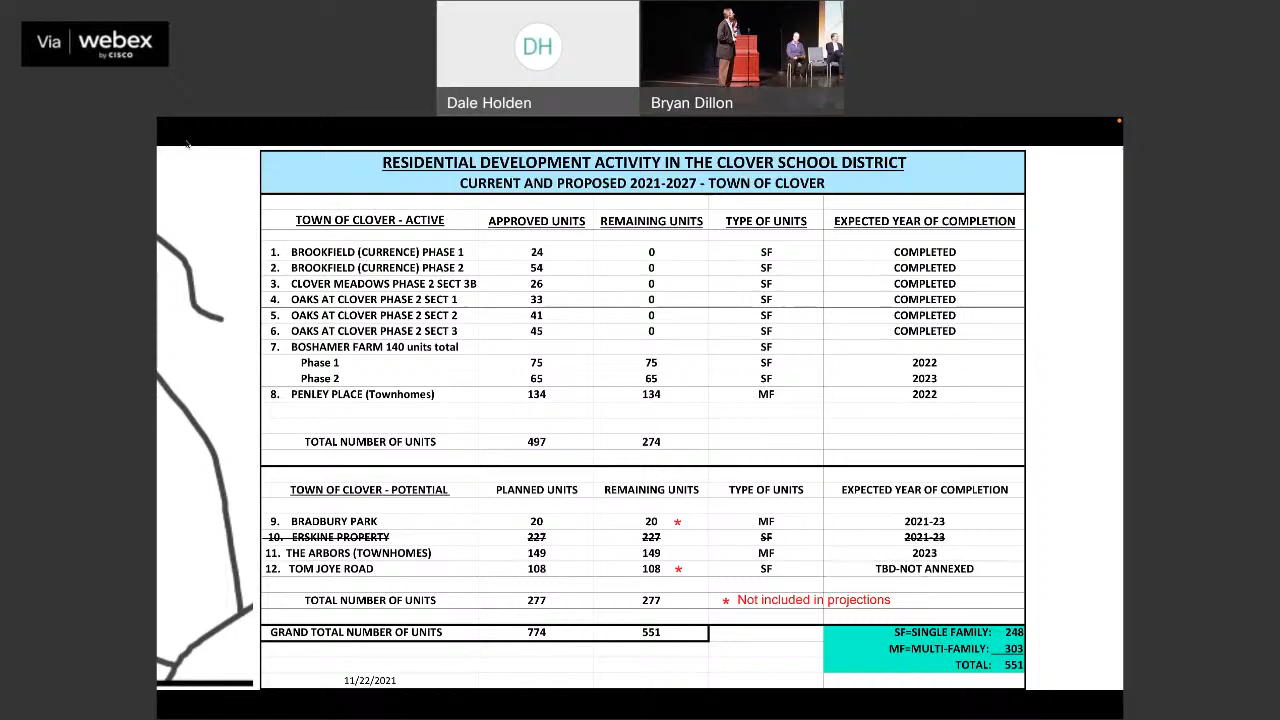 Via webex
by CISCO
DH
Dale Holden
Bryan Dillon
RESIDENTIAL DEVELOPMENT ACTIVITY IN THE CLOVER SCHOOL DISTRICT
CURRENT AND PROPOSED 2021-2027 - TOWN OF CLOVER
TOWN OF CLOVER - ACTIVE APPROVED UNITS REMAINING UNITS TYPE OF UNITS EXPECTED YEAR OF COMPLETION
1. BROOKFIELD (CURRENCE) PHASE 1 24 0 SF COMPLETED
2. BROOKFIELD (CURRENCE) PHASE 2 54 0 SF COMPLETED
3. CLOVER MEADOWS PHASE 2 SECT 3B 26 0 SF COMPLETED
4. OAKS AT CLOVER PHASE 2 SECT 1 33 0 SF COMPLETED
5. OAKS AT CLOVER PHASE 2 SECT 2 41 0 SF COMPLETED
6. OAKS AT CLOVER PHASE 2 SECT 3 45 0 SF COMPLETED
7. BOSHAMER FARM 140 units total SF
Phase 1 75 75 SF 2022
Phase 2 65 65 SF 2023
8. PENLEY PLACE (Townhomes) 134 134 MF 2022
TOTAL NUMBER OF UNITS 497 274
TOWN OF CLOVER - POTENTIAL PLANNED UNITS REMAINING UNITS TYPE OF UNITS EXPECTED YEAR OF COMPLETION
9. BRADBURY PARK 20 20 * MF 2021-23
10. ERSKINE PROPERTY 227 227 SF 2021-23
11. THE ARBORS (TOWNHOMES) 149 149 MF 2023
12. TOM JOYE ROAD 108 108 * SF TBD-NOT ANNEXED
TOTAL NUMBER OF UNITS 277 277 * Not included in projections
GRAND TOTAL NUMBER OF UNITS 774 551 SF=SINGLE FAMILY: 248
MF=MULTI-FAMILY: 303
TOTAL: 551
11/22/2021